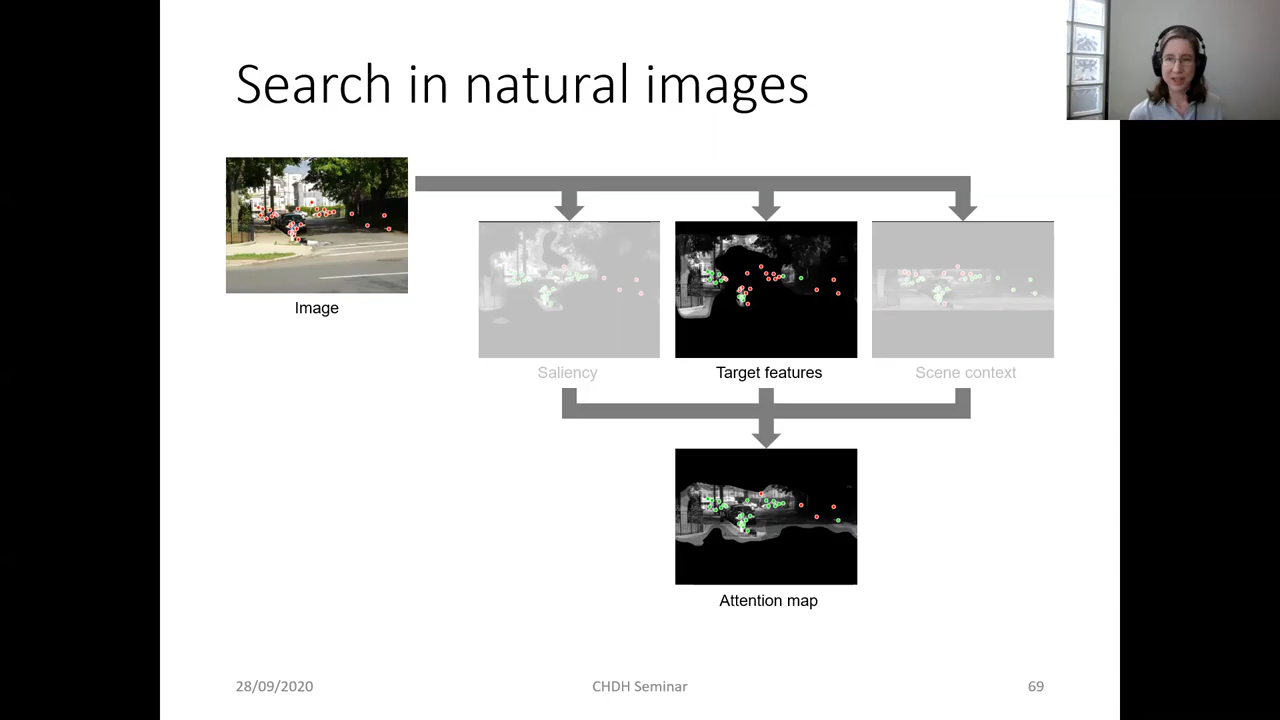 Search in natural images
Image
Saliency
Target features
Scene context
Attention map
28/09/2020
CHDH Seminar
69